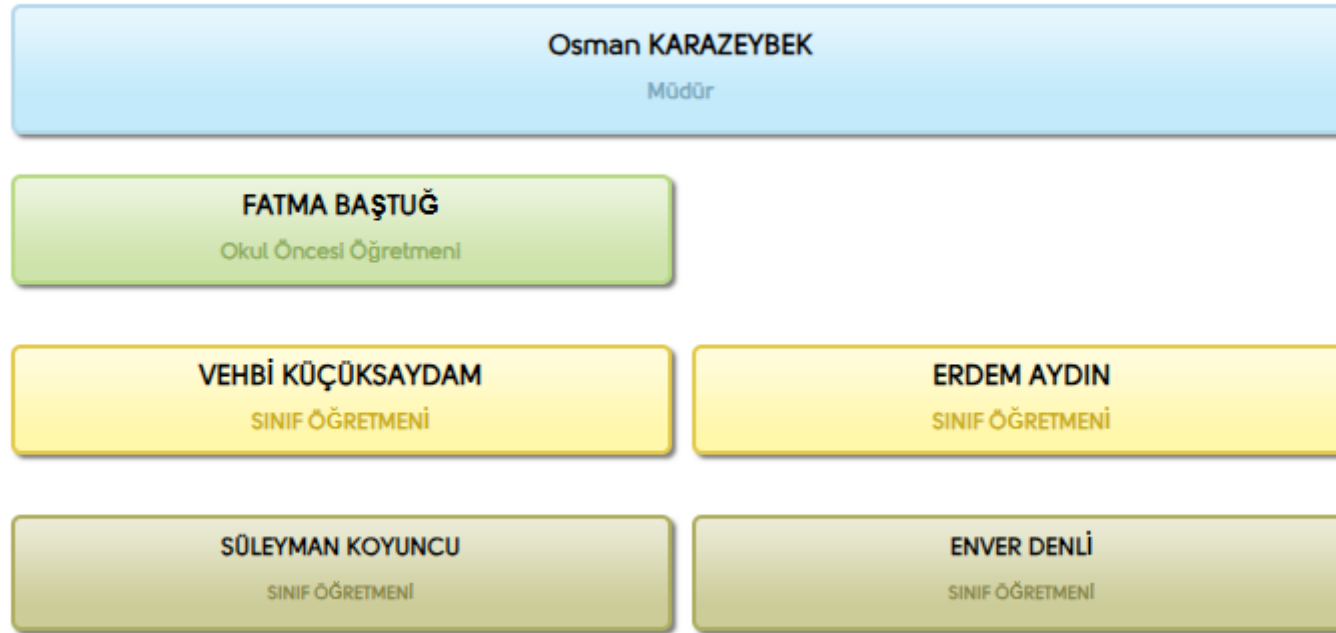 Osman KARAZEYBEK
Müdür
FATMA BAŞTUĞ
Okul Öncesi Öğretmeni
VEHBİ KÜÇÜKSAYDAM
SINIF ÖĞRETMENİ
ERDEM AYDIN
SINIF ÖĞRETMENİ
SÜLEYMAN KOYUNCU
SINIF ÖĞRETMENİ
ENVER DENLİ
SINIF ÖĞRETMENİ